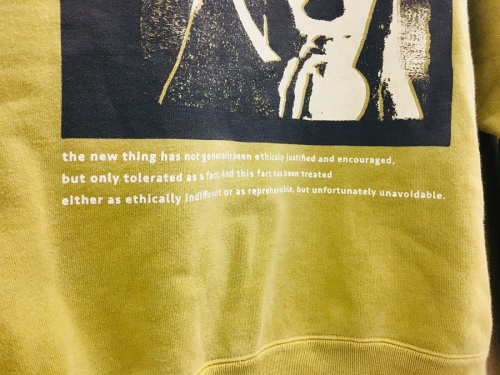 the new thing has not generally been ethically justified and encouraged,
but only tolerated as a fact. And this fact has been treated
either as ethically indifferent or as reprehensible, but unfortunately unavoidable.